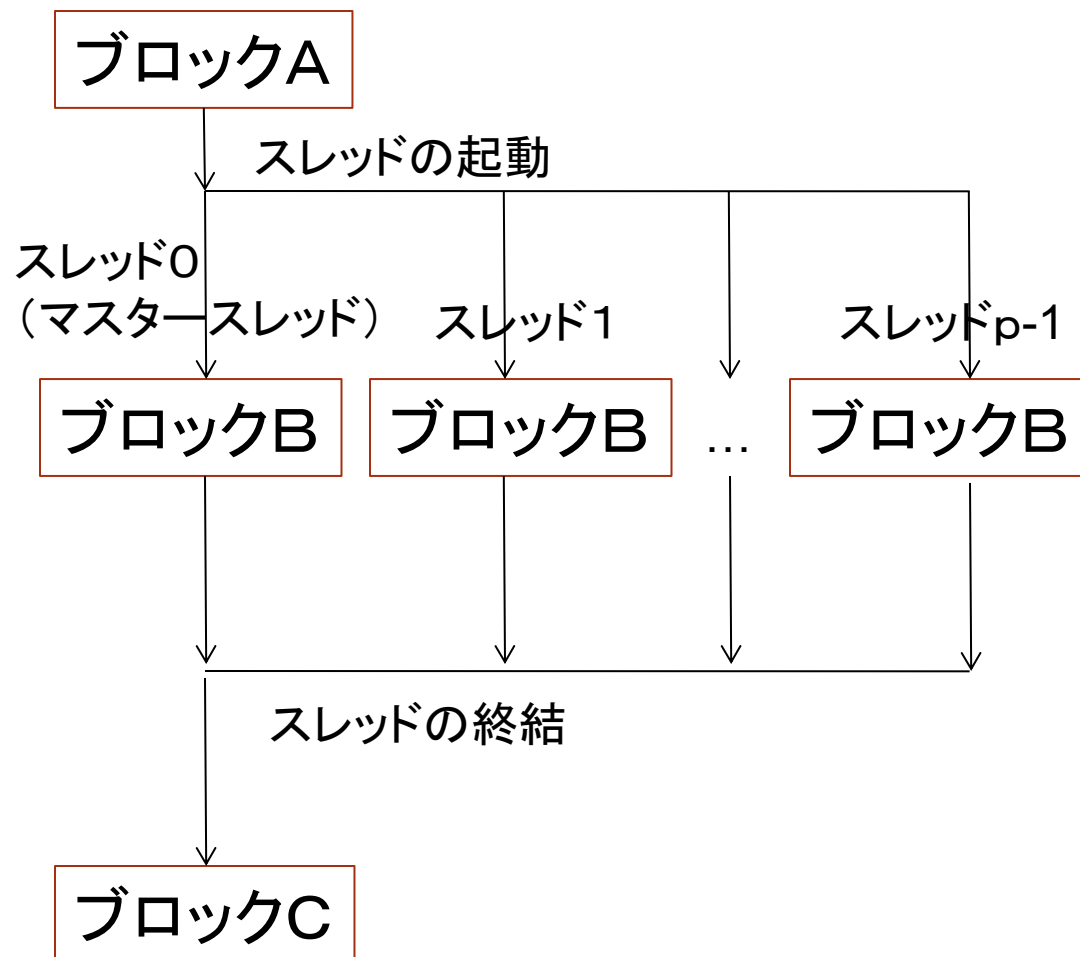 ブロックA
スレッドの起動
スレッド0
（マスタースレッド）
スレッド1
スレッドp-1
ブロックB
ブロックB
...
ブロックB
スレッドの終結
ブロックC